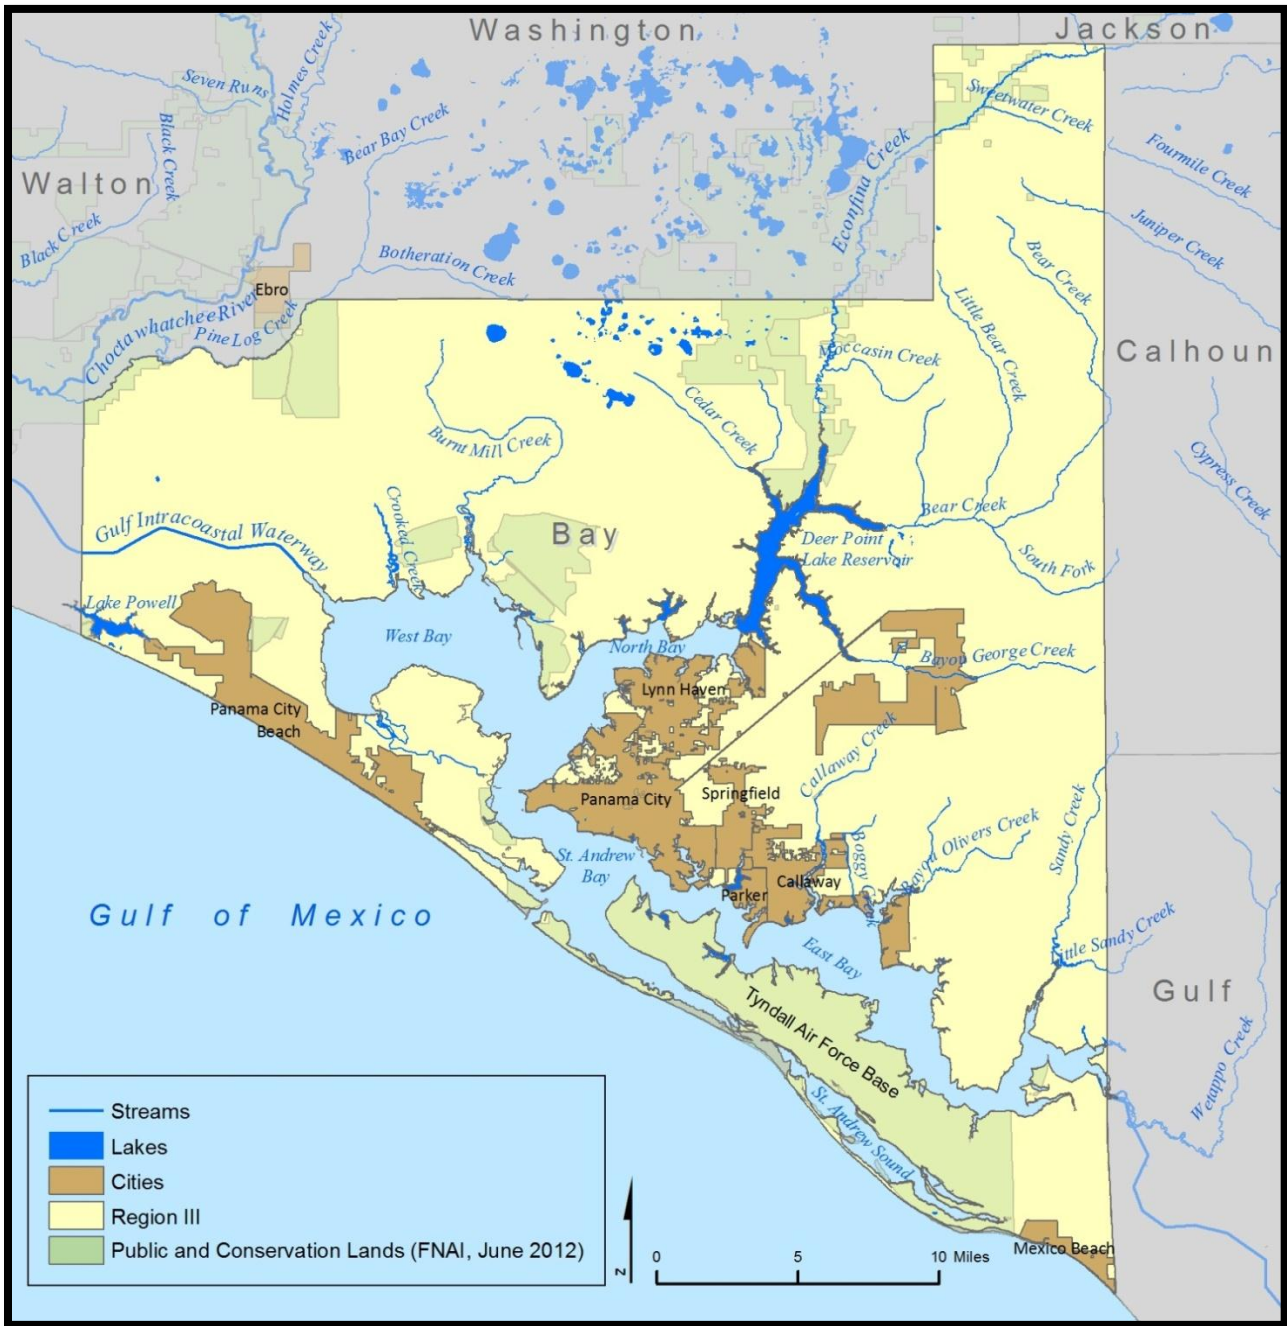 Washington
Jackson
Seven Runs
Holmes Creek
Sweetwater Creek
Black Creek
Bear Bay Creek
Econfina Creek
Fourmile Creek
Walton
Black Creek
Juniper Creek
Botheration Creek
Bear Creek
Ebro
Choctawhatchee River
Pine Log Creek
Little Bear Creek
Moccasin Creek
Calhoun
Cedar Creek
Burnt Mill Creek
Cypress Creek
Gulf Intracoastal Waterway
Crooked Creek
Bay
Bear Creek
Deer Point
Lake Reservoir
South Fork
Lake Powell
West Bay
North Bay
Bayou George Creek
Lynn Haven
Panama City
Beach
Callaway Creek
Panama City
Springfield
Sandy Creek
Bayou Olivers Creek
Boggy Creek
St. Andrew
Bay
Callaway
Parker
Gulf of Mexico
East Bay
Little Sandy Creek
Gulf
Tyndall Air Force Base
Wetappo Creek
St. Andrew Sound
Streams
Lakes
Cities
Region III
Public and Conservation Lands (FNAI, June 2012)
N
0 5 10 Miles
Mexico Beach